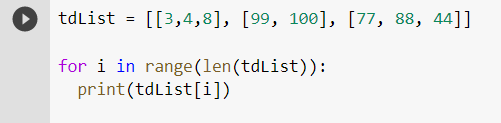 tdList = [[3,4,8], [99, 100], [77, 88, 44]]
for i in range(len(tdList)):
  print(tdList[i])